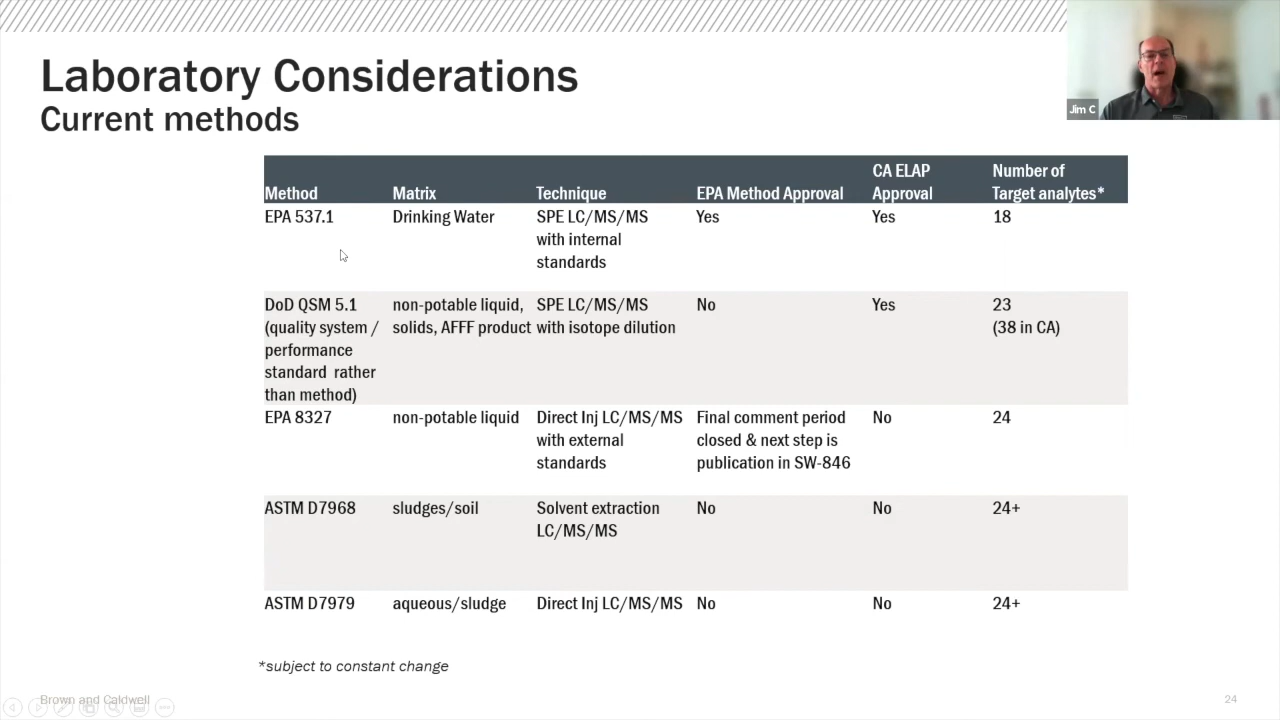 Laboratory Considerations
Current methods
Jim C
Method Matrix Technique EPA Method Approval CA ELAP Approval Number of Target analytes*
EPA 537.1 Drinking Water SPE LC/MS/MS with internal standards Yes Yes 18
DoD QSM 5.1 (quality system / performance standard rather than method) non-potable liquid, solids, AFFF product SPE LC/MS/MS with isotope dilution No Yes 23 (38 in CA)
EPA 8327 non-potable liquid Direct Inj LC/MS/MS with external standards Final comment period closed & next step is publication in SW-846 No 24
ASTM D7968 sludges/soil Solvent extraction LC/MS/MS No No 24+
ASTM D7979 aqueous/sludge Direct Inj LC/MS/MS No No 24+
*subject to constant change
Brown and Caldwell
24